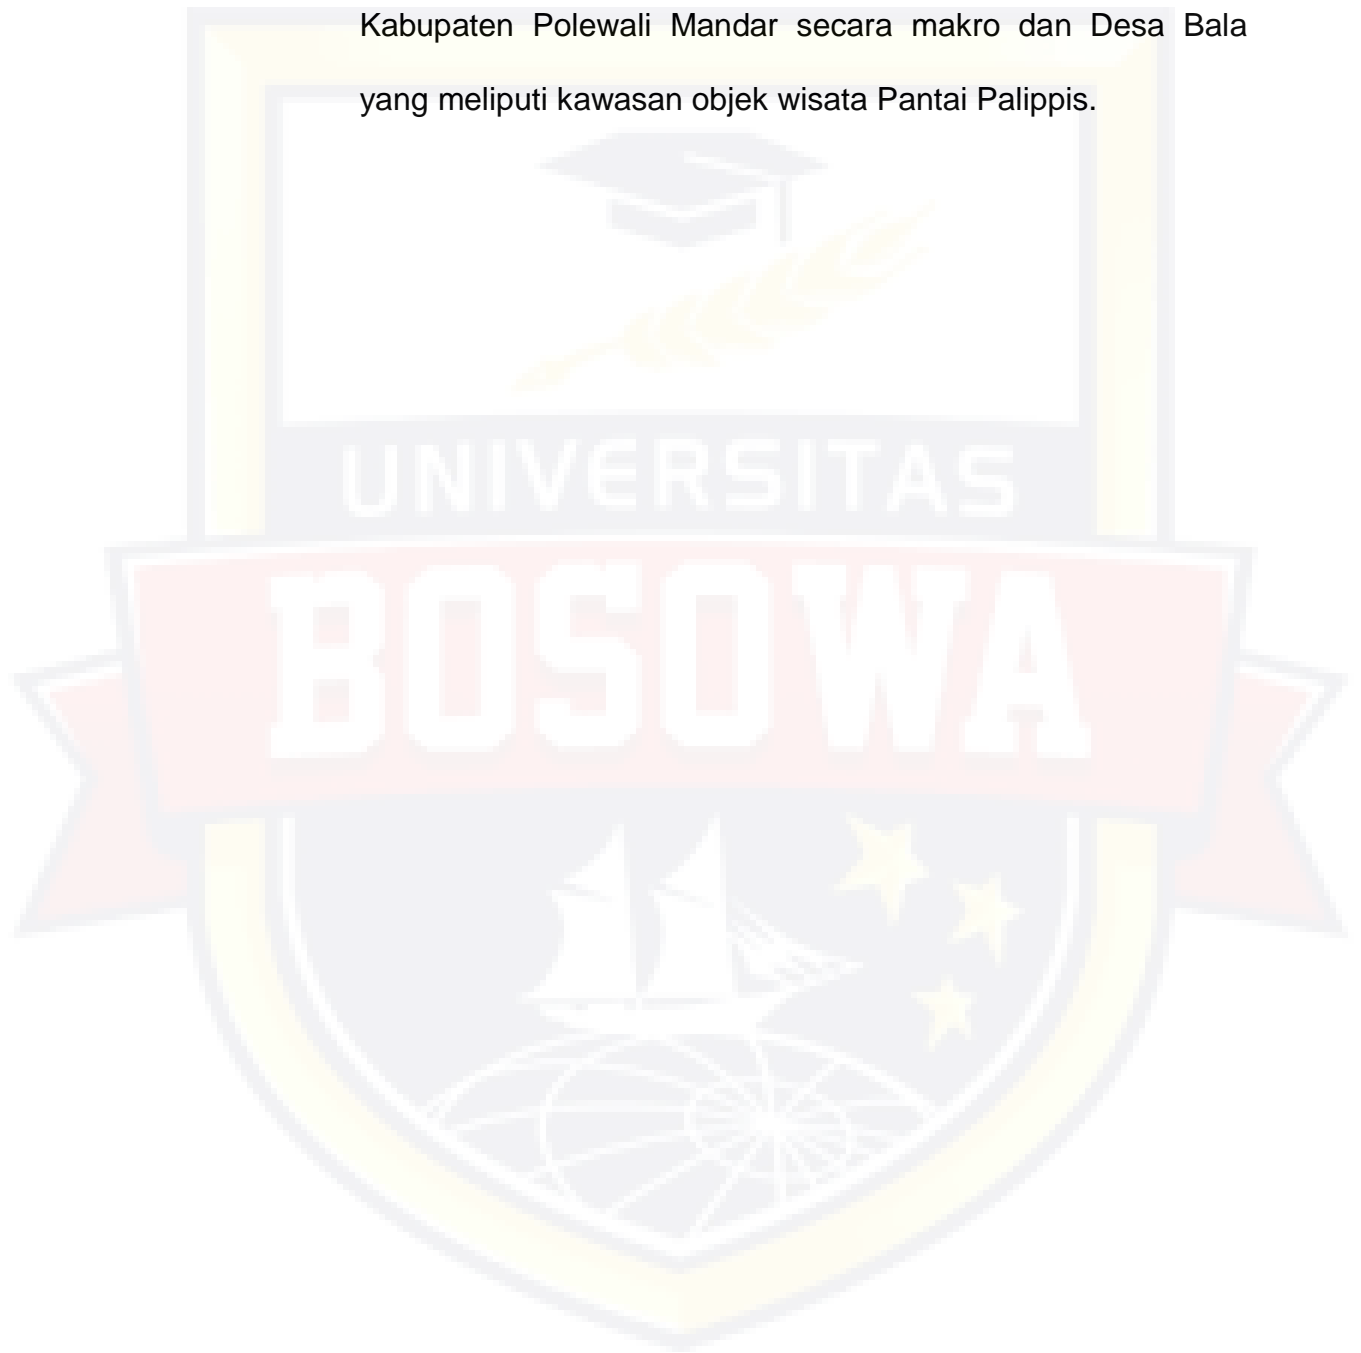 Kabupaten Polewali Mandar secara makro dan Desa Bala
yang meliputi kawasan objek wisata Pantai Palippis.
UNIVERSITAS
BOSOWA